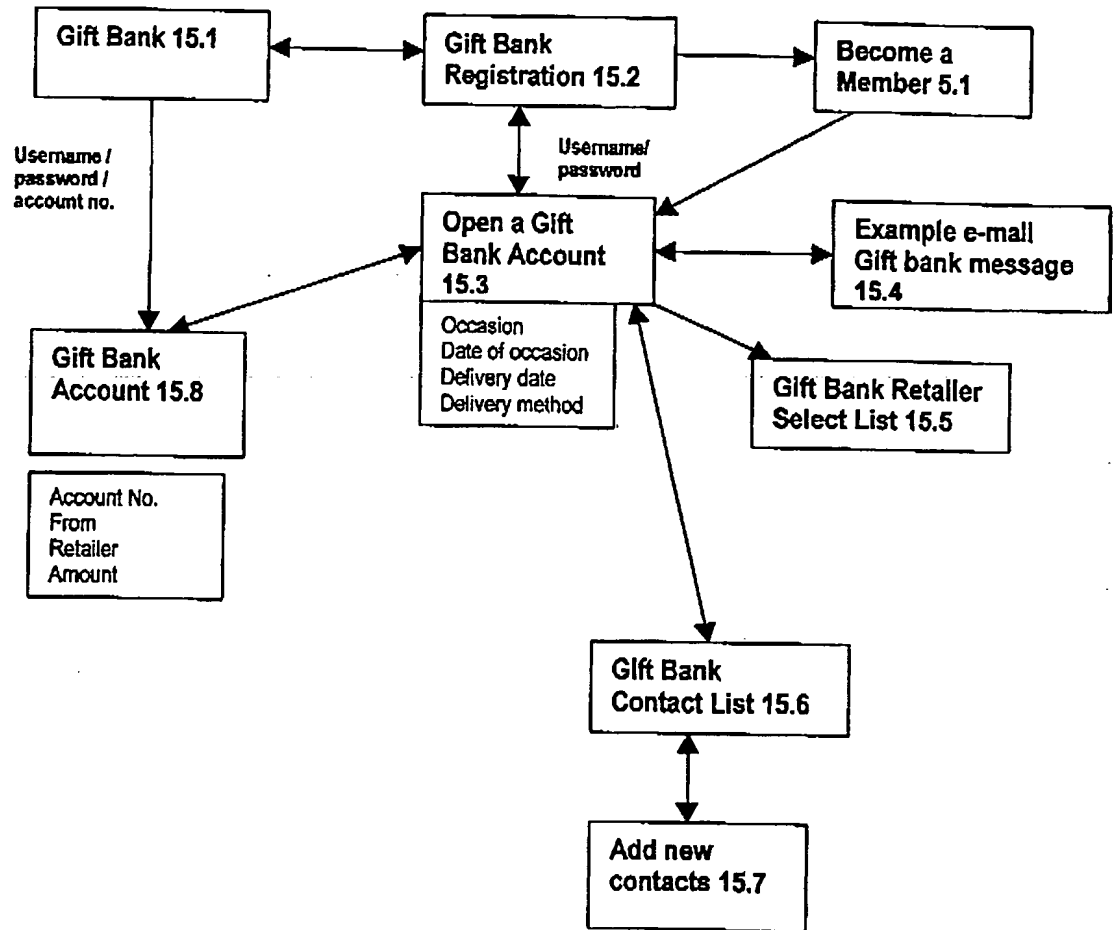 Gift Bank 15.1
Gift Bank
Registration 15.2
Become a
Member 5.1
Username /
password /
account no.
Username/
password
Open a Gift
Bank Account
15.3
Occasion
Date of occasion
Delivery date
Delivery method
Example e-mail
Gift bank message
15.4
Gift Bank
Account 15.8
Account No.
From
Retailer
Amount
Gift Bank Retailer
Select List 15.5
Gift Bank
Contact List 15.6
Add new
contacts 15.7